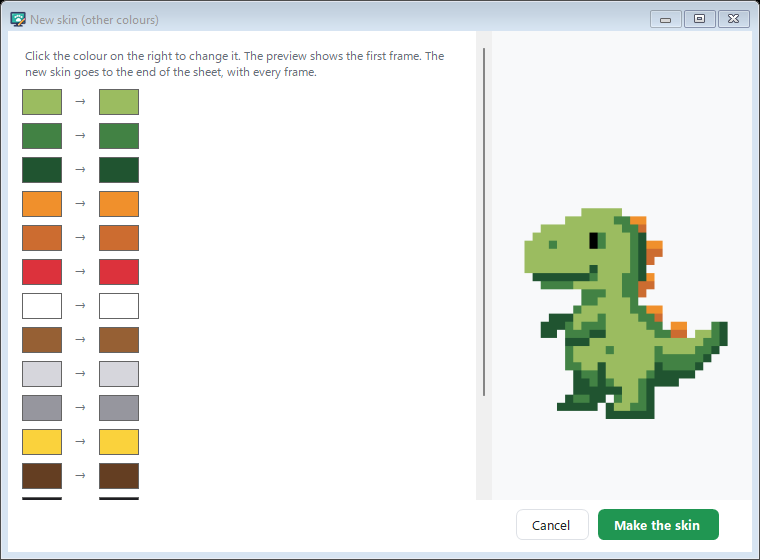 New skin (other colours)
Click the colour on the right to change it. The preview shows the first frame. The
new skin goes to the end of the sheet, with every frame.
→
→
→
→
→
→
→
→
→
→
→
→
Cancel
Make the skin